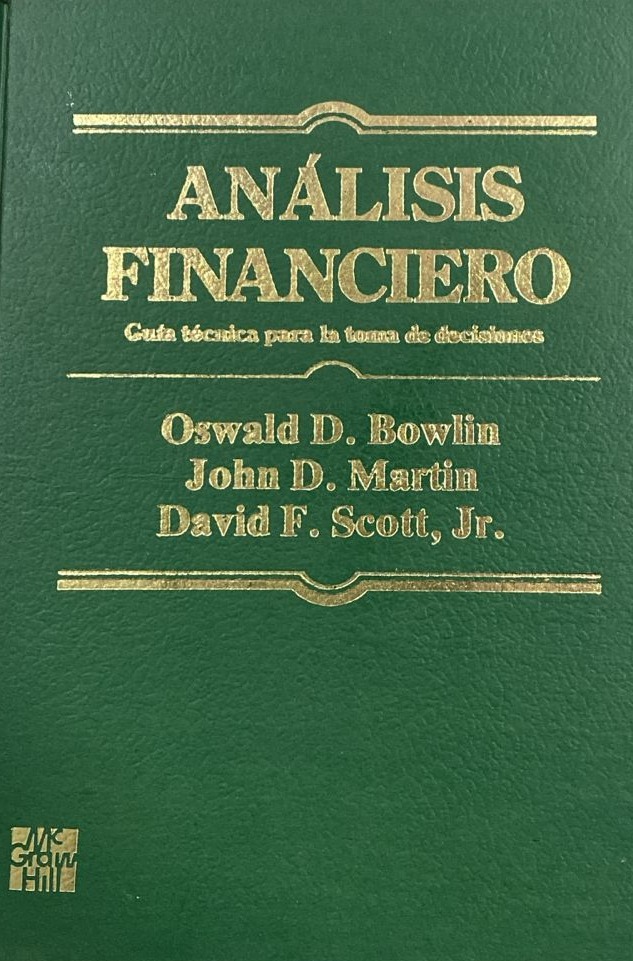 ANÁLISIS
FINANCIERO
Guía técnica para la toma de decisiones
Oswald D. Bowlin
John D. Martin
David F. Scott, Jr.
Mc
Graw
Hill